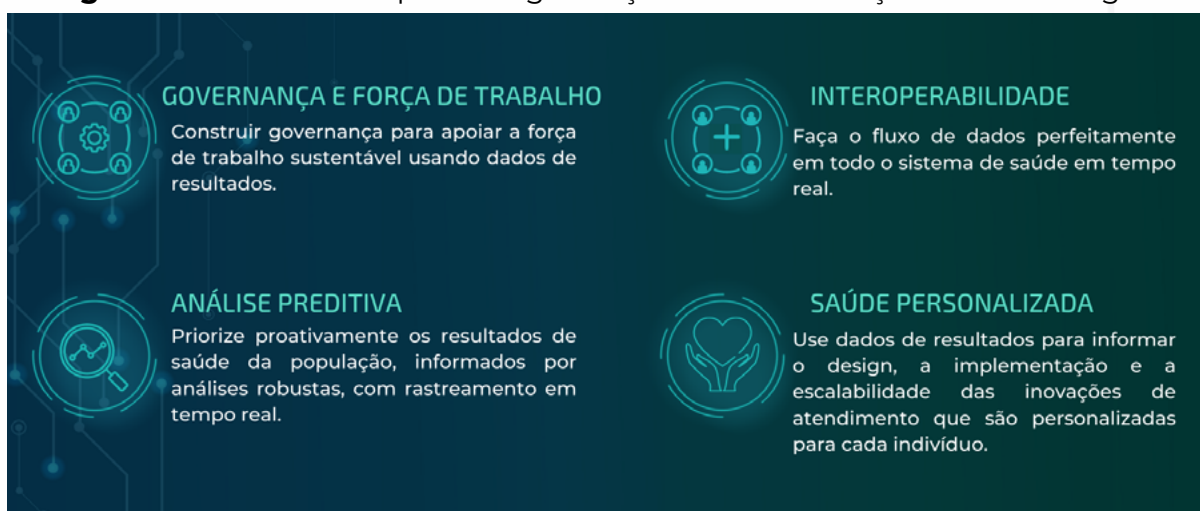 GOVERNANÇA E FORÇA DE TRABALHO
Construir governança para apoiar a força
de trabalho sustentável usando dados de
resultados.
INTEROPERABILIDADE
Faça o fluxo de dados perfeitamente
em todo o sistema de saúde em tempo
real.
ANÁLISE PREDITIVA
Priorize proativamente os resultados de
saúde da população, informados por
análises robustas, com rastreamento em
tempo real.
SAÚDE PERSONALIZADA
Use dados de resultados para informar
o design, a implementação e a
escalabilidade das inovações de
atendimento que são personalizadas
para cada indivíduo.